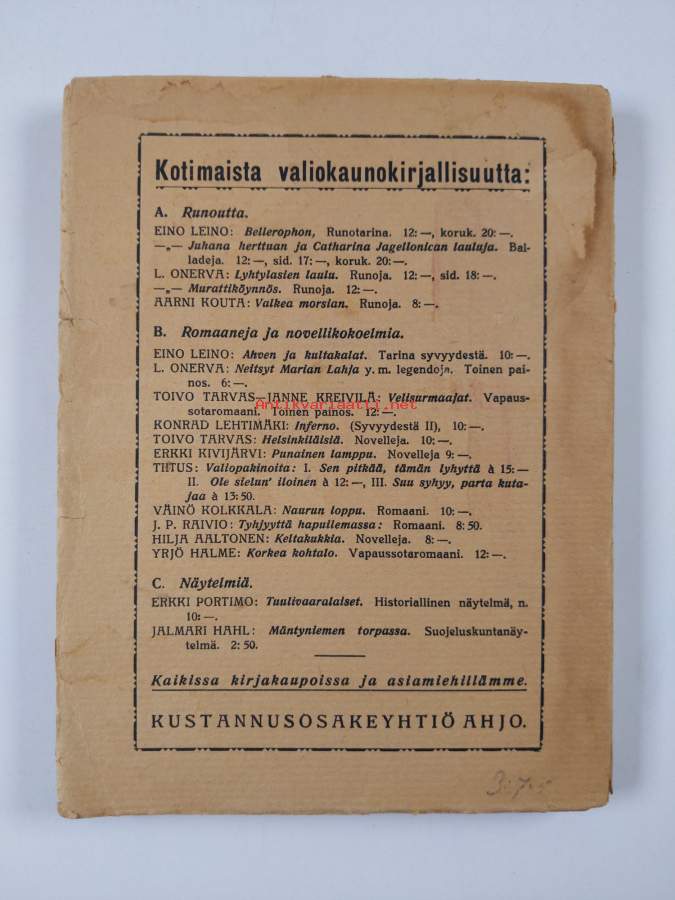 Kotimaista valiokaunokirjallisuutta:
A. Runoutta.
EINO LEINO: Bellerophon, Runotarina. 12:—, koruk. 20:—.
—„— Juhana herttuan ja Catharina Jagellonican lauluja. Bal-
ladeja. 12:—, sid. 17:—, koruk. 20:—.
L. ONERVA: Lyhtylasien laulu. Runoja. 12:—, sid. 18:—.
—„— Murattiköynnös. Runoja. 12:—.
AARNI KOUTA: Valkea morsian. Runoja. 8:—.
B. Romaaneja ja novellikokoelmia.
EINO LEINO: Ahven ja kultakalat. Tarina syvyydestä. 10:—.
L. ONERVA: Neitsyt Marian Lahja y. m. legendoja. Toinen pai-
nos. 6:—.
TOIVO TARVAS—JANNE KREIVILÄ: Velisurmaajat. Vapaus-
sotaromaani. Toinen painos. 12:—.
Antikvariaatti.net
KONRAD LEHTIMÄKI: Inferno. (Syvyydestä II), 10:—.
TOIVO TARVAS: Helsinkiläisiä. Novelleja. 10:—.
ERKKI KIVIJÄRVI: Punainen lamppu. Novelleja 9:—.
TIITUS: Valiopakinoita: I. Sen pitkää, tämän lyhyttä à 15:—
II. Ole sielun' iloinen à 12:—, III. Suu syhyy, parta kuta-
jaa à 13:50.
VÄINÖ KOLKKALA: Naurun loppu. Romaani. 10:—.
J. P. RAIVIO: Tyhjyyttä hapuilemassa: Romaani. 8:50.
HILJA AALTONEN: Keltakukkia. Novelleja. 8:—.
YRJÖ HALME: Korkea kohtalo. Vapaussotaromaani. 12:—.
C. Näytelmiä.
ERKKI PORTIMO: Tuulivaaralaiset. Historiallinen näytelmä, n.
10:—.
JALMARI HAHL: Mäntyniemen torpassa. Suojeluskuntanäy-
telmä. 2:50.
Kaikissa kirjakaupoissa ja asiamiehillämme.
KUSTANNUSOSAKEYHTIÖ AHJO.